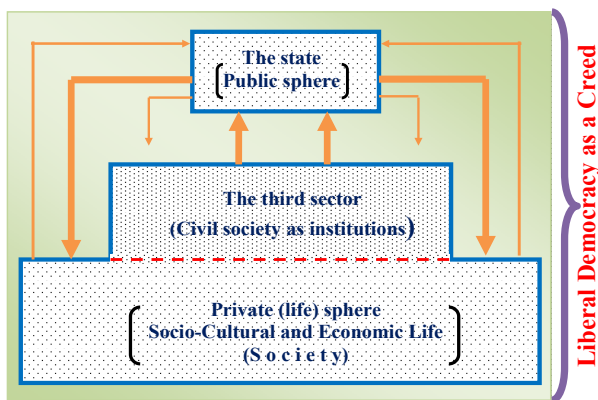 The state
Public sphere
The third sector
(Civil society as institutions)
Private (life) sphere
Socio-Cultural and Economic Life
(S o c i e t y)
Liberal Democracy as a Creed